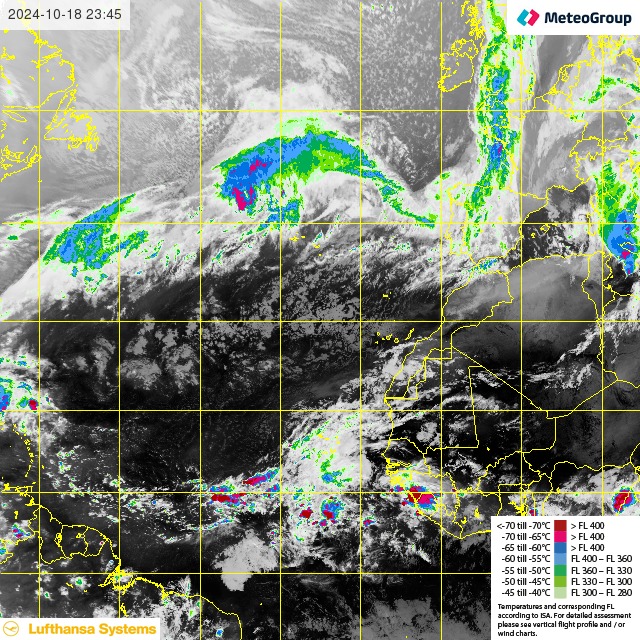 2024-10-18 23:45
MeteoGroup
<-70 till -70°C > FL 400
-70 till -65°C > FL 400
-65 till -60°C > FL 400
-60 till -55°C FL 400 – FL 360
-55 till -50°C FL 360 – FL 330
-50 till -45°C FL 330 – FL 300
-45 till -40°C FL 300 – FL 280
Temperatures and corresponding FL
according to ISA. For detailed assessment
please see vertical flight profile and / or
wind charts.
Lufthansa Systems